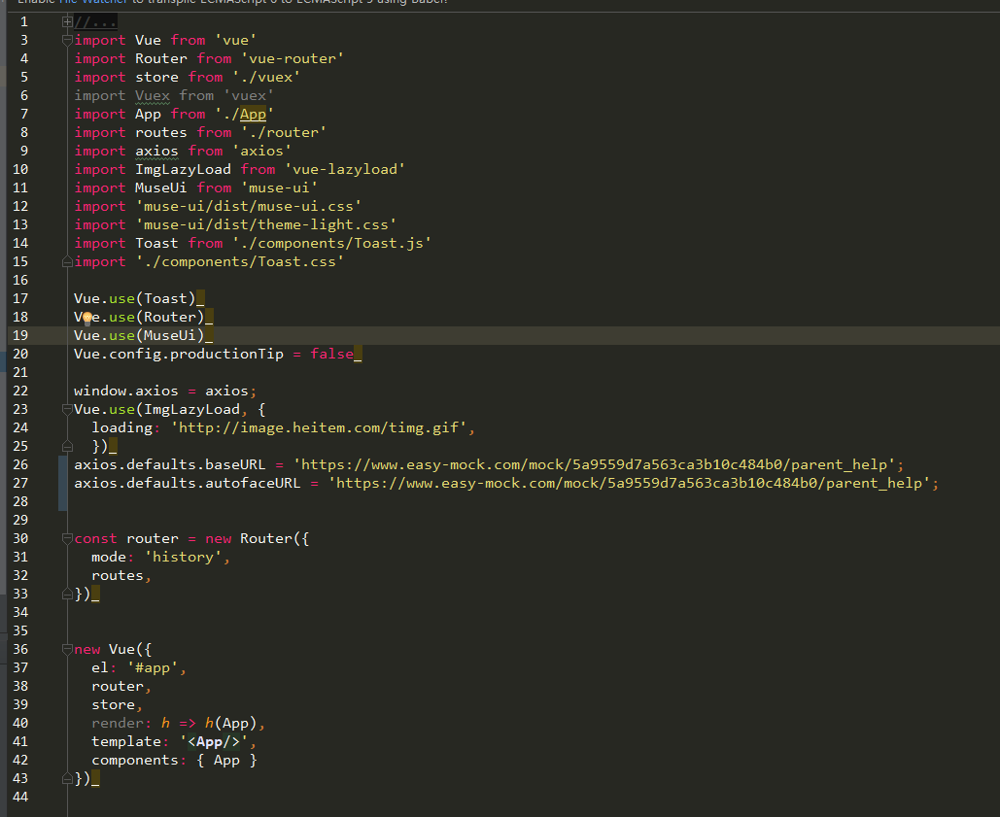 Enable File Watcher to transpile ECMAScript 6 to ECMAScript 5 using Babel?
1 //...
3 import Vue from 'vue'
4 import Router from 'vue-router'
5 import store from './vuex'
6 import Vuex from 'vuex'
7 import App from './App'
8 import routes from './router'
9 import axios from 'axios'
10 import ImgLazyLoad from 'vue-lazyload'
11 import MuseUi from 'muse-ui'
12 import 'muse-ui/dist/muse-ui.css'
13 import 'muse-ui/dist/theme-light.css'
14 import Toast from './components/Toast.js'
15 import './components/Toast.css'
16
17 Vue.use(Toast)_
18 Vue.use(Router)_
19 Vue.use(MuseUi)_
20 Vue.config.productionTip = false_
21
22 window.axios = axios;
23 Vue.use(ImgLazyLoad, {
24 loading: 'http://image.heitem.com/timg.gif',
25 })_
26 axios.defaults.baseURL = 'https://www.easy-mock.com/mock/5a9559d7a563ca3b10c484b0/parent_help';
27 axios.defaults.autofaceURL = 'https://www.easy-mock.com/mock/5a9559d7a563ca3b10c484b0/parent_help';
28
29
30 const router = new Router({
31 mode: 'history',
32 routes,
33 })_
34
35
36 new Vue({
37 el: '#app',
38 router,
39 store,
40 render: h => h(App),
41 template: '<App/>',
42 components: { App }
43 })_
44